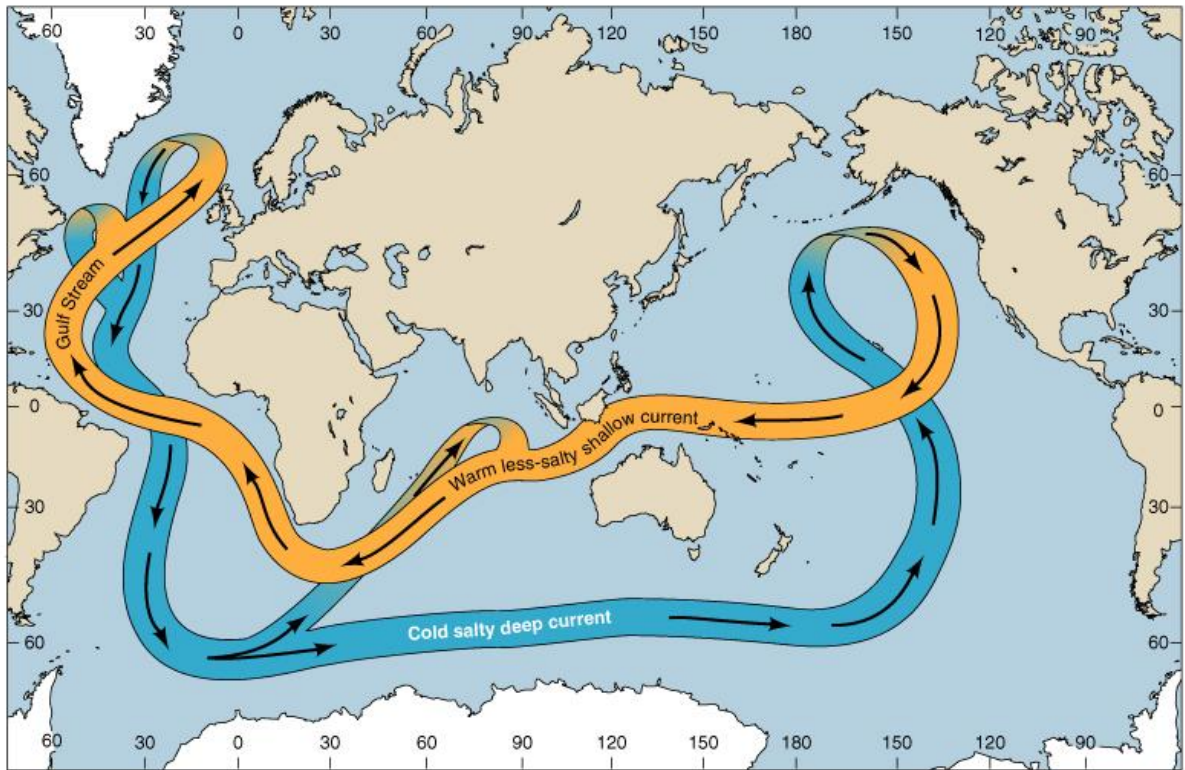 60 30 0 30 60 90 120 150 180 150 120 90
60 60
Gulf Stream
30 30
0 0
Warm less-salty shallow current
30 30
Cold salty deep current
60 60
60 30 0 30 60 90 120 150 180 150 120 90